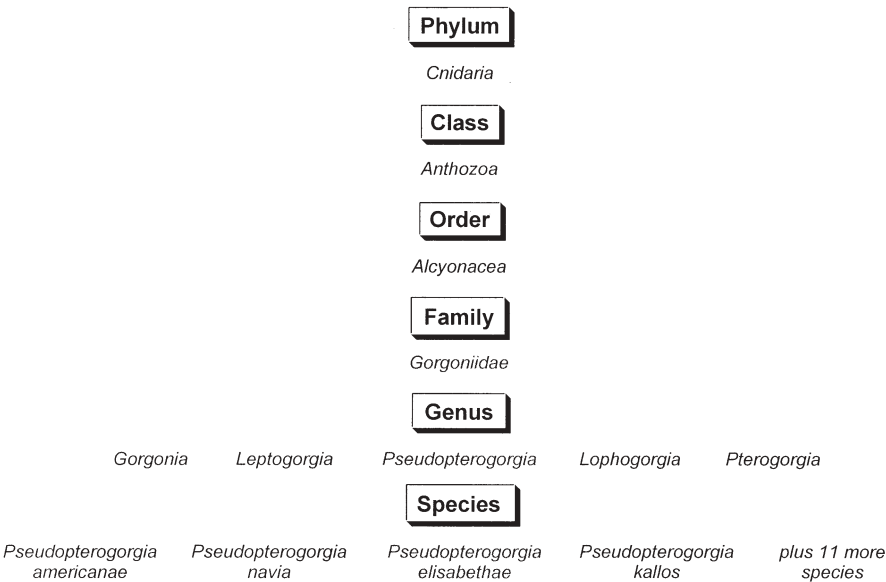 Phylum
Cnidaria
Class
Anthozoa
Order
Alcyonacea
Family
Gorgoniidae
Genus
Gorgonia Leptogorgia Pseudopterogorgia Lophogorgia Pterogorgia
Species
Pseudopterogorgia Pseudopterogorgia Pseudopterogorgia Pseudopterogorgia plus 11 more
americanae navia elisabethae kallos species